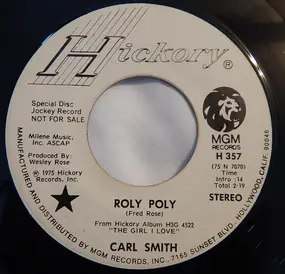 Hickory ®
Special Disc
Jockey Record
NOT FOR SALE
Milene Music,
Inc. ASCAP
Produced By:
Wesley Rose
℗ 1975 Hickory Records, Inc.
MGM
RECORDS
H 357
(75 N 7078)
Time
Intro :14
Total 2-19
STEREO
ROLY POLY
(Fred Rose)
From Hickory Album H3G 4522
"THE GIRL I LOVE"
CARL SMITH
MANUFACTURED AND DISTRIBUTED BY MGM RECORDS, INC., 7165 SUNSET BLVD., HOLLYWOOD, CALIF. 90046